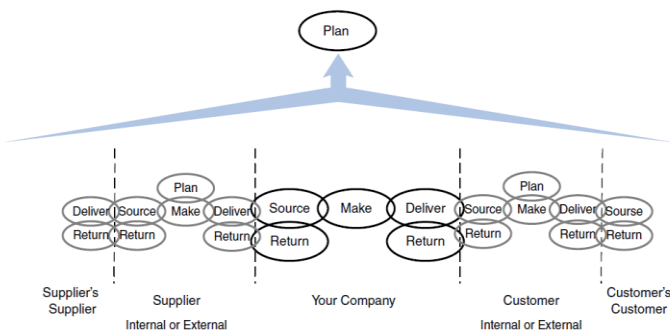 Plan
Plan
Plan
Deliver Source Make Deliver Source Make Deliver Source Make Deliver Sourse
Return Return Return Return Return Return Return Return
Supplier's Supplier Your Company Customer Customer's
Supplier Customer
Internal or External Internal or External